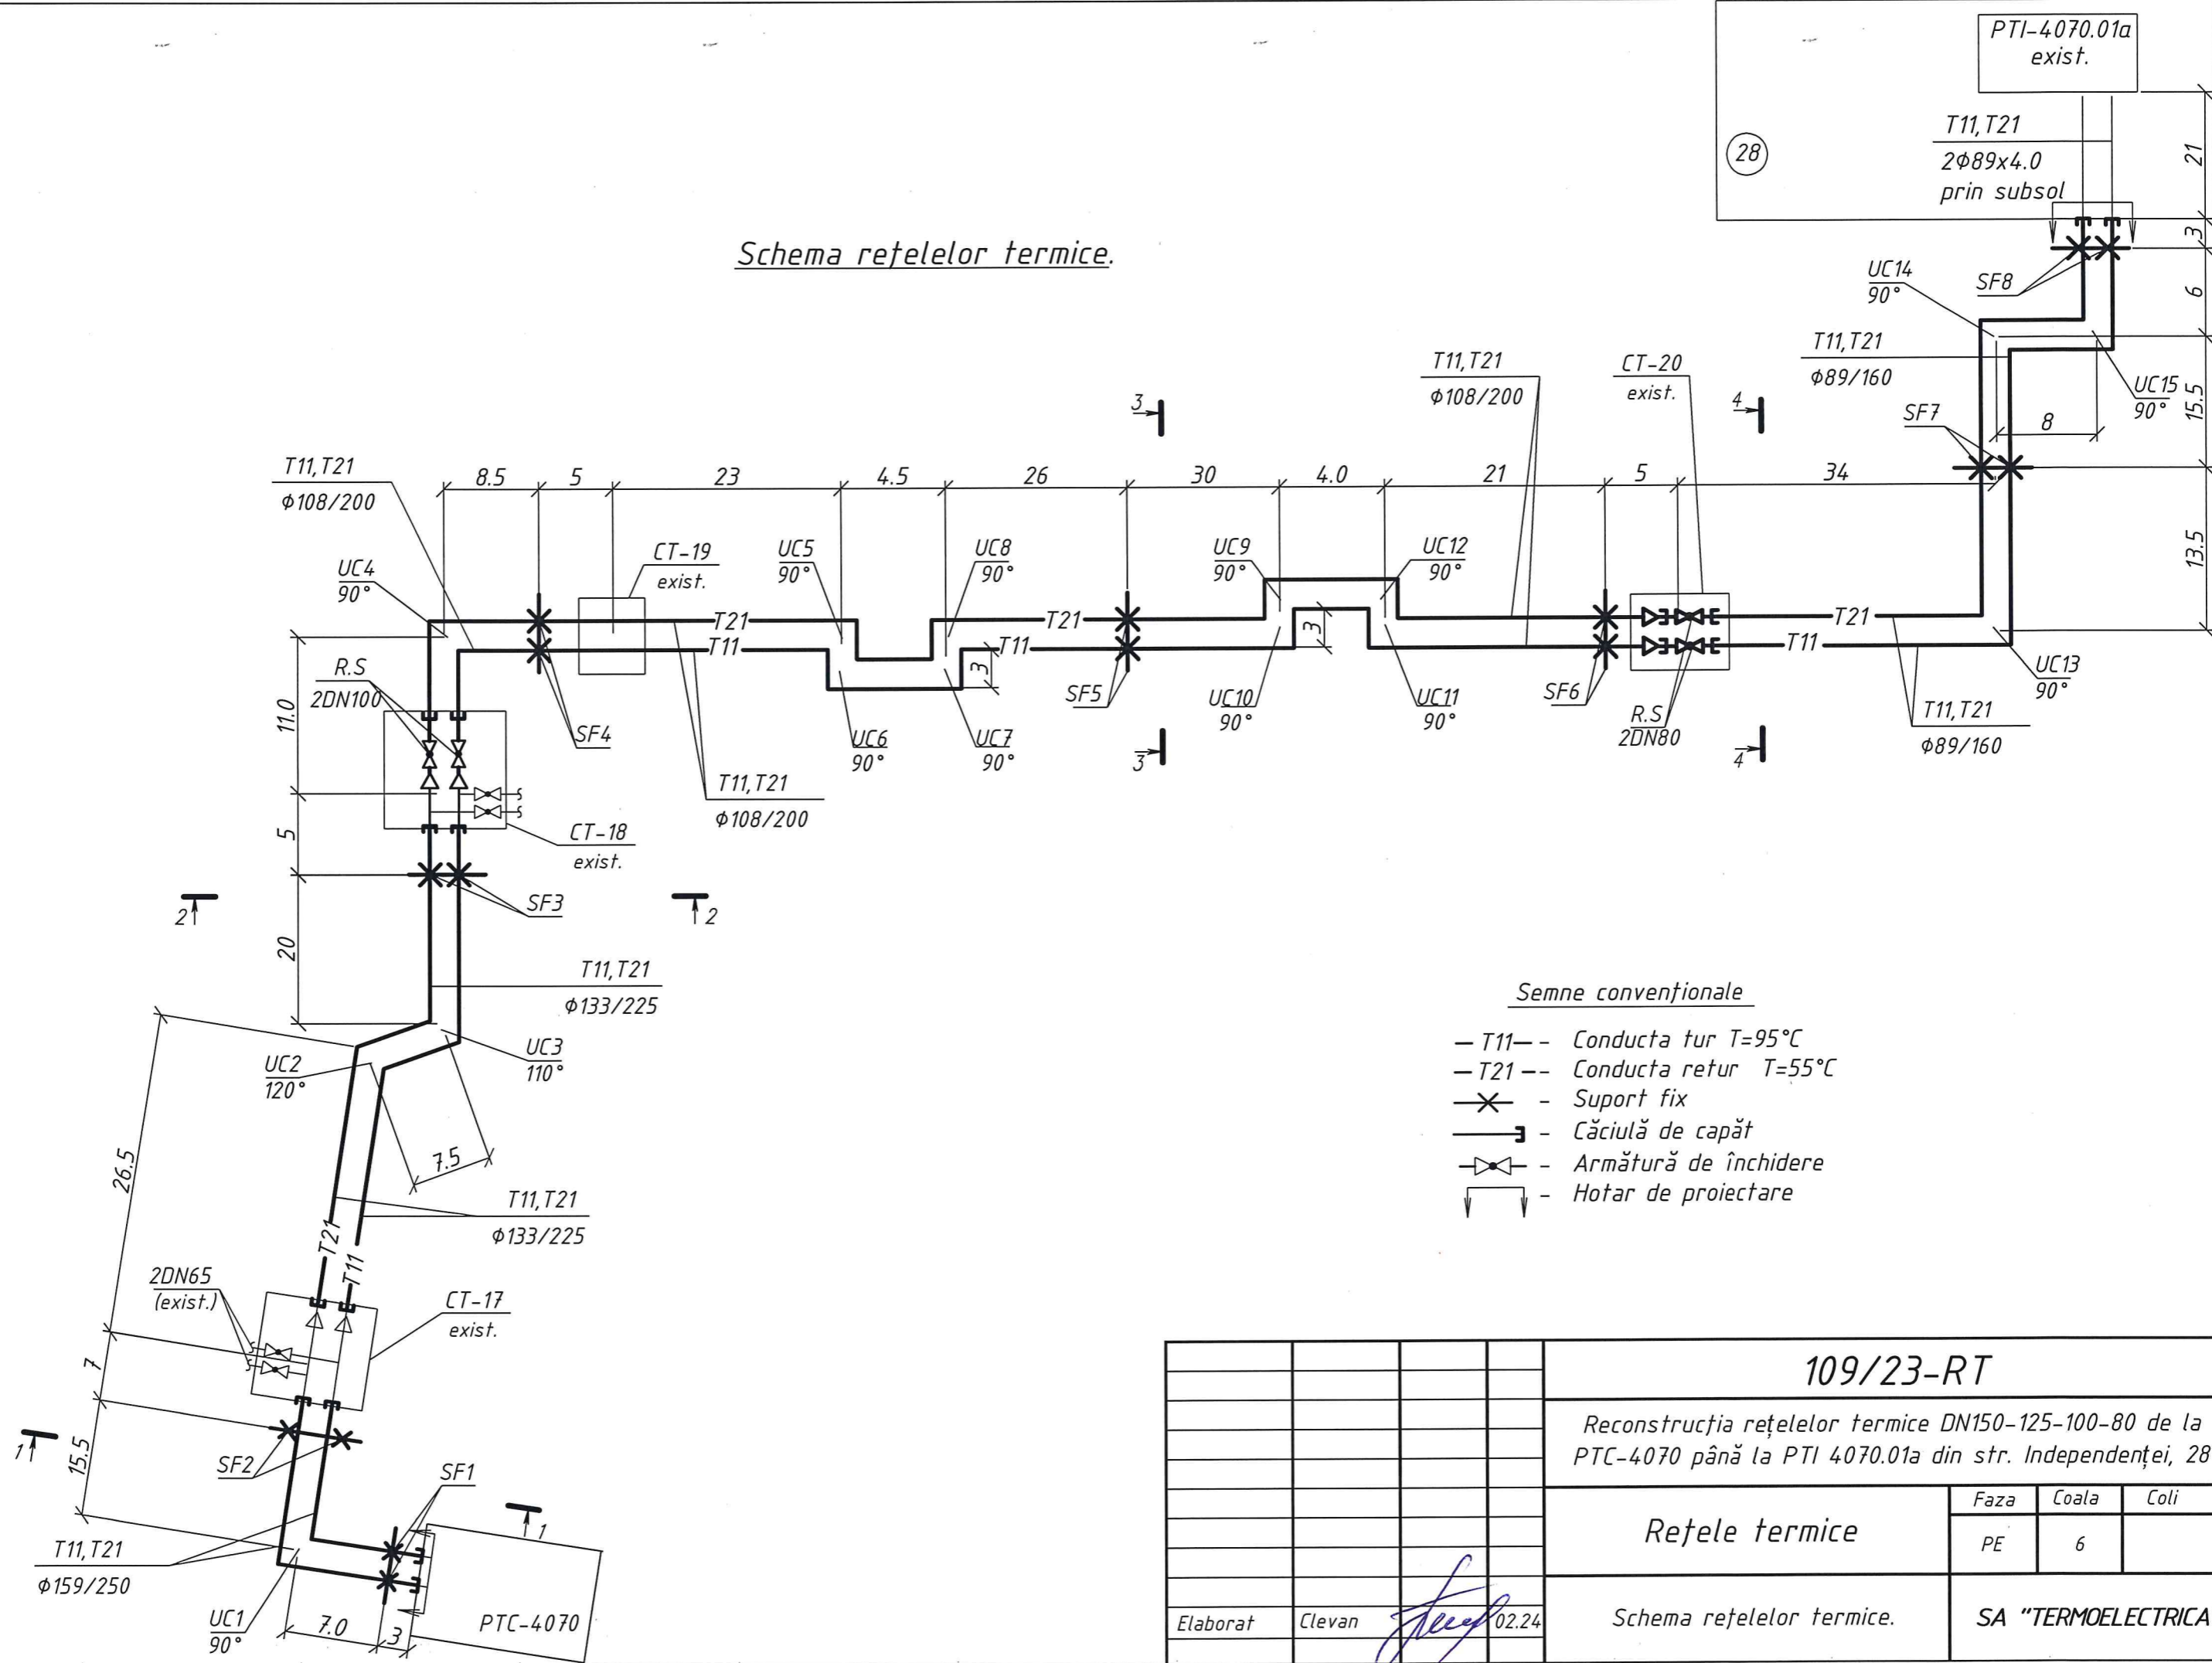 PTI-4070.01a
exist.
T11,T21
2Φ89x4.0
prin subsol
28
21
3
6
15.5
13.5
Schema rețelelor termice.
UC14
90°
SF8
T11,T21
Φ89/160
UC15
90°
SF7
8
T11,T21
Φ108/200
CT-20
exist.
3
4
T11,T21
Φ108/200
8.5
5
23
4.5
26
30
4.0
21
5
34
UC4
90°
CT-19
exist.
UC5
90°
UC8
90°
UC9
90°
UC12
90°
T21
T11
T21
T11
3
3
T21
T11
R.S
2DN100
SF4
UC6
90°
UC7
90°
SF5
UC10
90°
UC11
90°
SF6
R.S
2DN80
UC13
90°
T11,T21
Φ89/160
3
4
T11,T21
Φ108/200
11.0
5
20
CT-18
exist.
SF3
2
2
T11,T21
Φ133/225
UC3
110°
UC2
120°
7.5
26.5
T11,T21
Φ133/225
T21
T11
2DN65
(exist.)
CT-17
exist.
7
15.5
1
SF2
SF1
1
T11,T21
Φ159/250
UC1
90°
7.0
3
PTC-4070
Semne convenționale
T11 - Conducta tur T=95°C
T21 - Conducta retur T=55°C
- Suport fix
- Căciulă de capăt
- Armătură de închidere
- Hotar de proiectare
109/23-RT
Reconstrucția rețelelor termice DN150-125-100-80 de la
PTC-4070 până la PTI 4070.01a din str. Independenței, 28
Rețele termice
Faza Coala Coli
PE 6
Elaborat Clevan 02.24
Schema rețelelor termice.
SA "TERMOELECTRICA